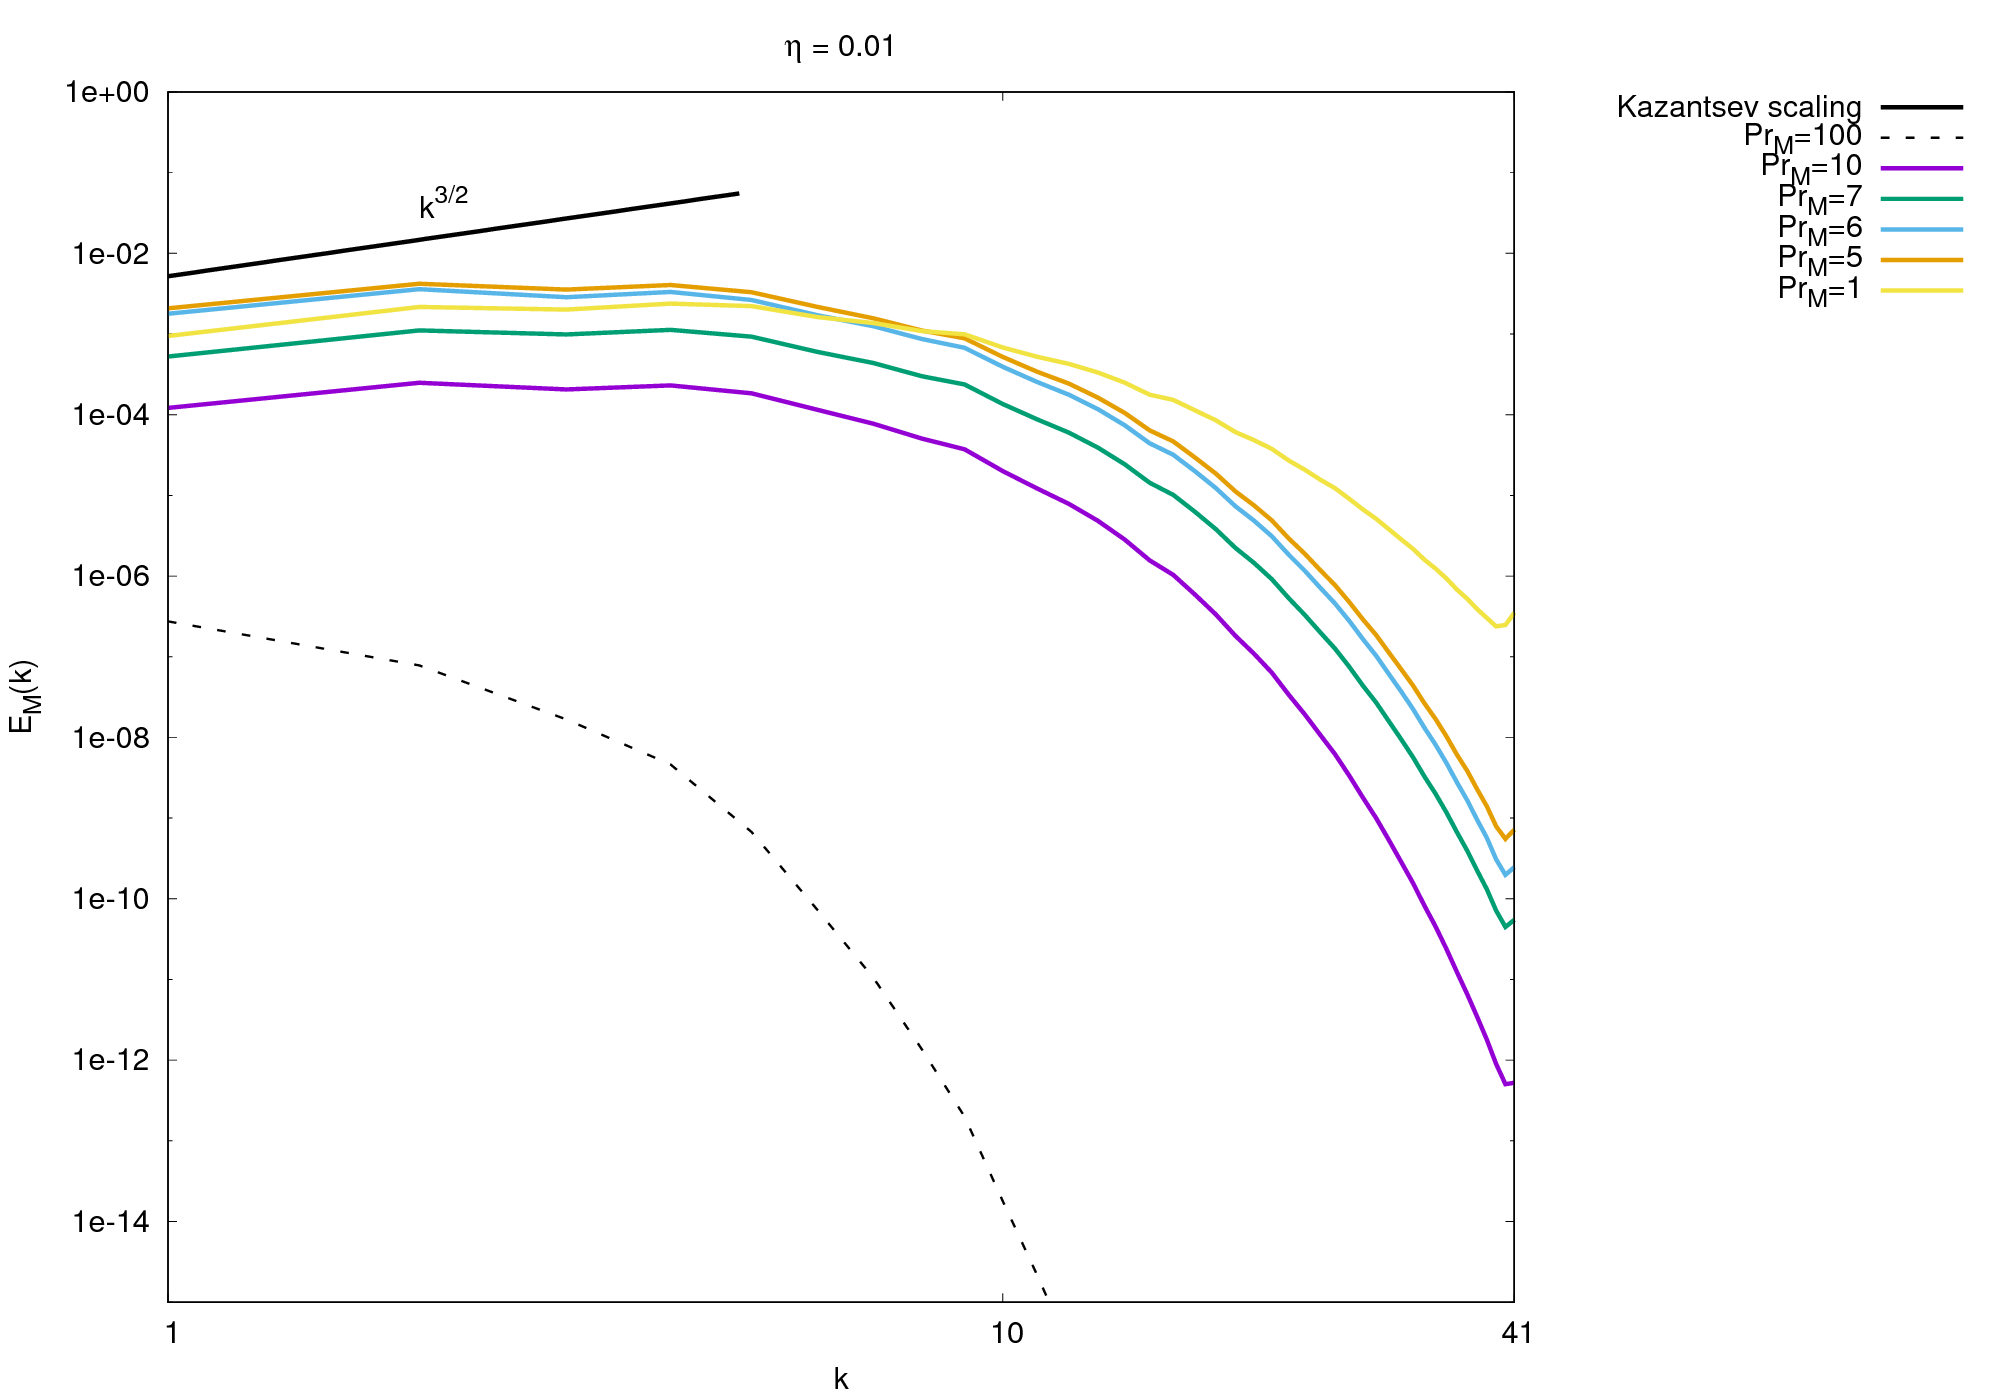 η = 0.01
1e+00
1e-02
1e-04
1e-06
1e-08
1e-10
1e-12
1e-14
E_M(k)
k^{3/2}
1
10
41
k
Kazantsev scaling
Pr_M=100
Pr_M=10
Pr_M=7
Pr_M=6
Pr_M=5
Pr_M=1